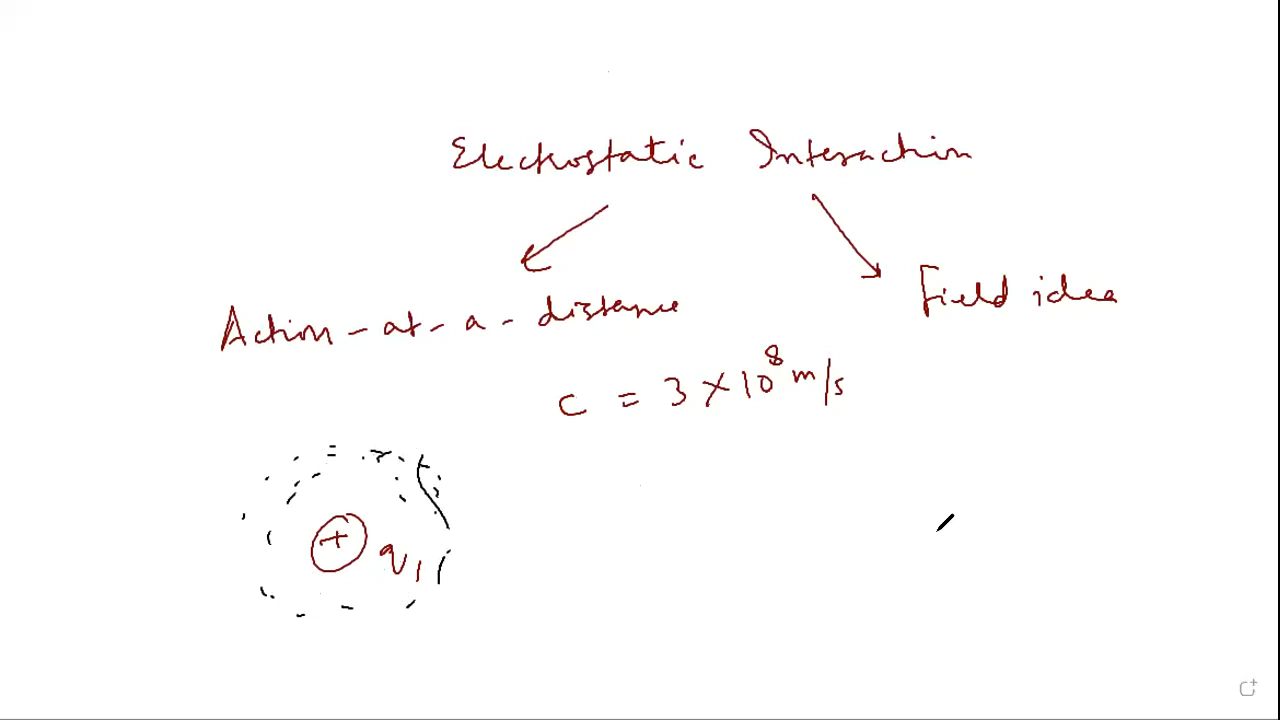 Electrostatic Interaction
Action-at-a-distance
Field idea
c = 3 × 10⁸ m/s
+ q₁